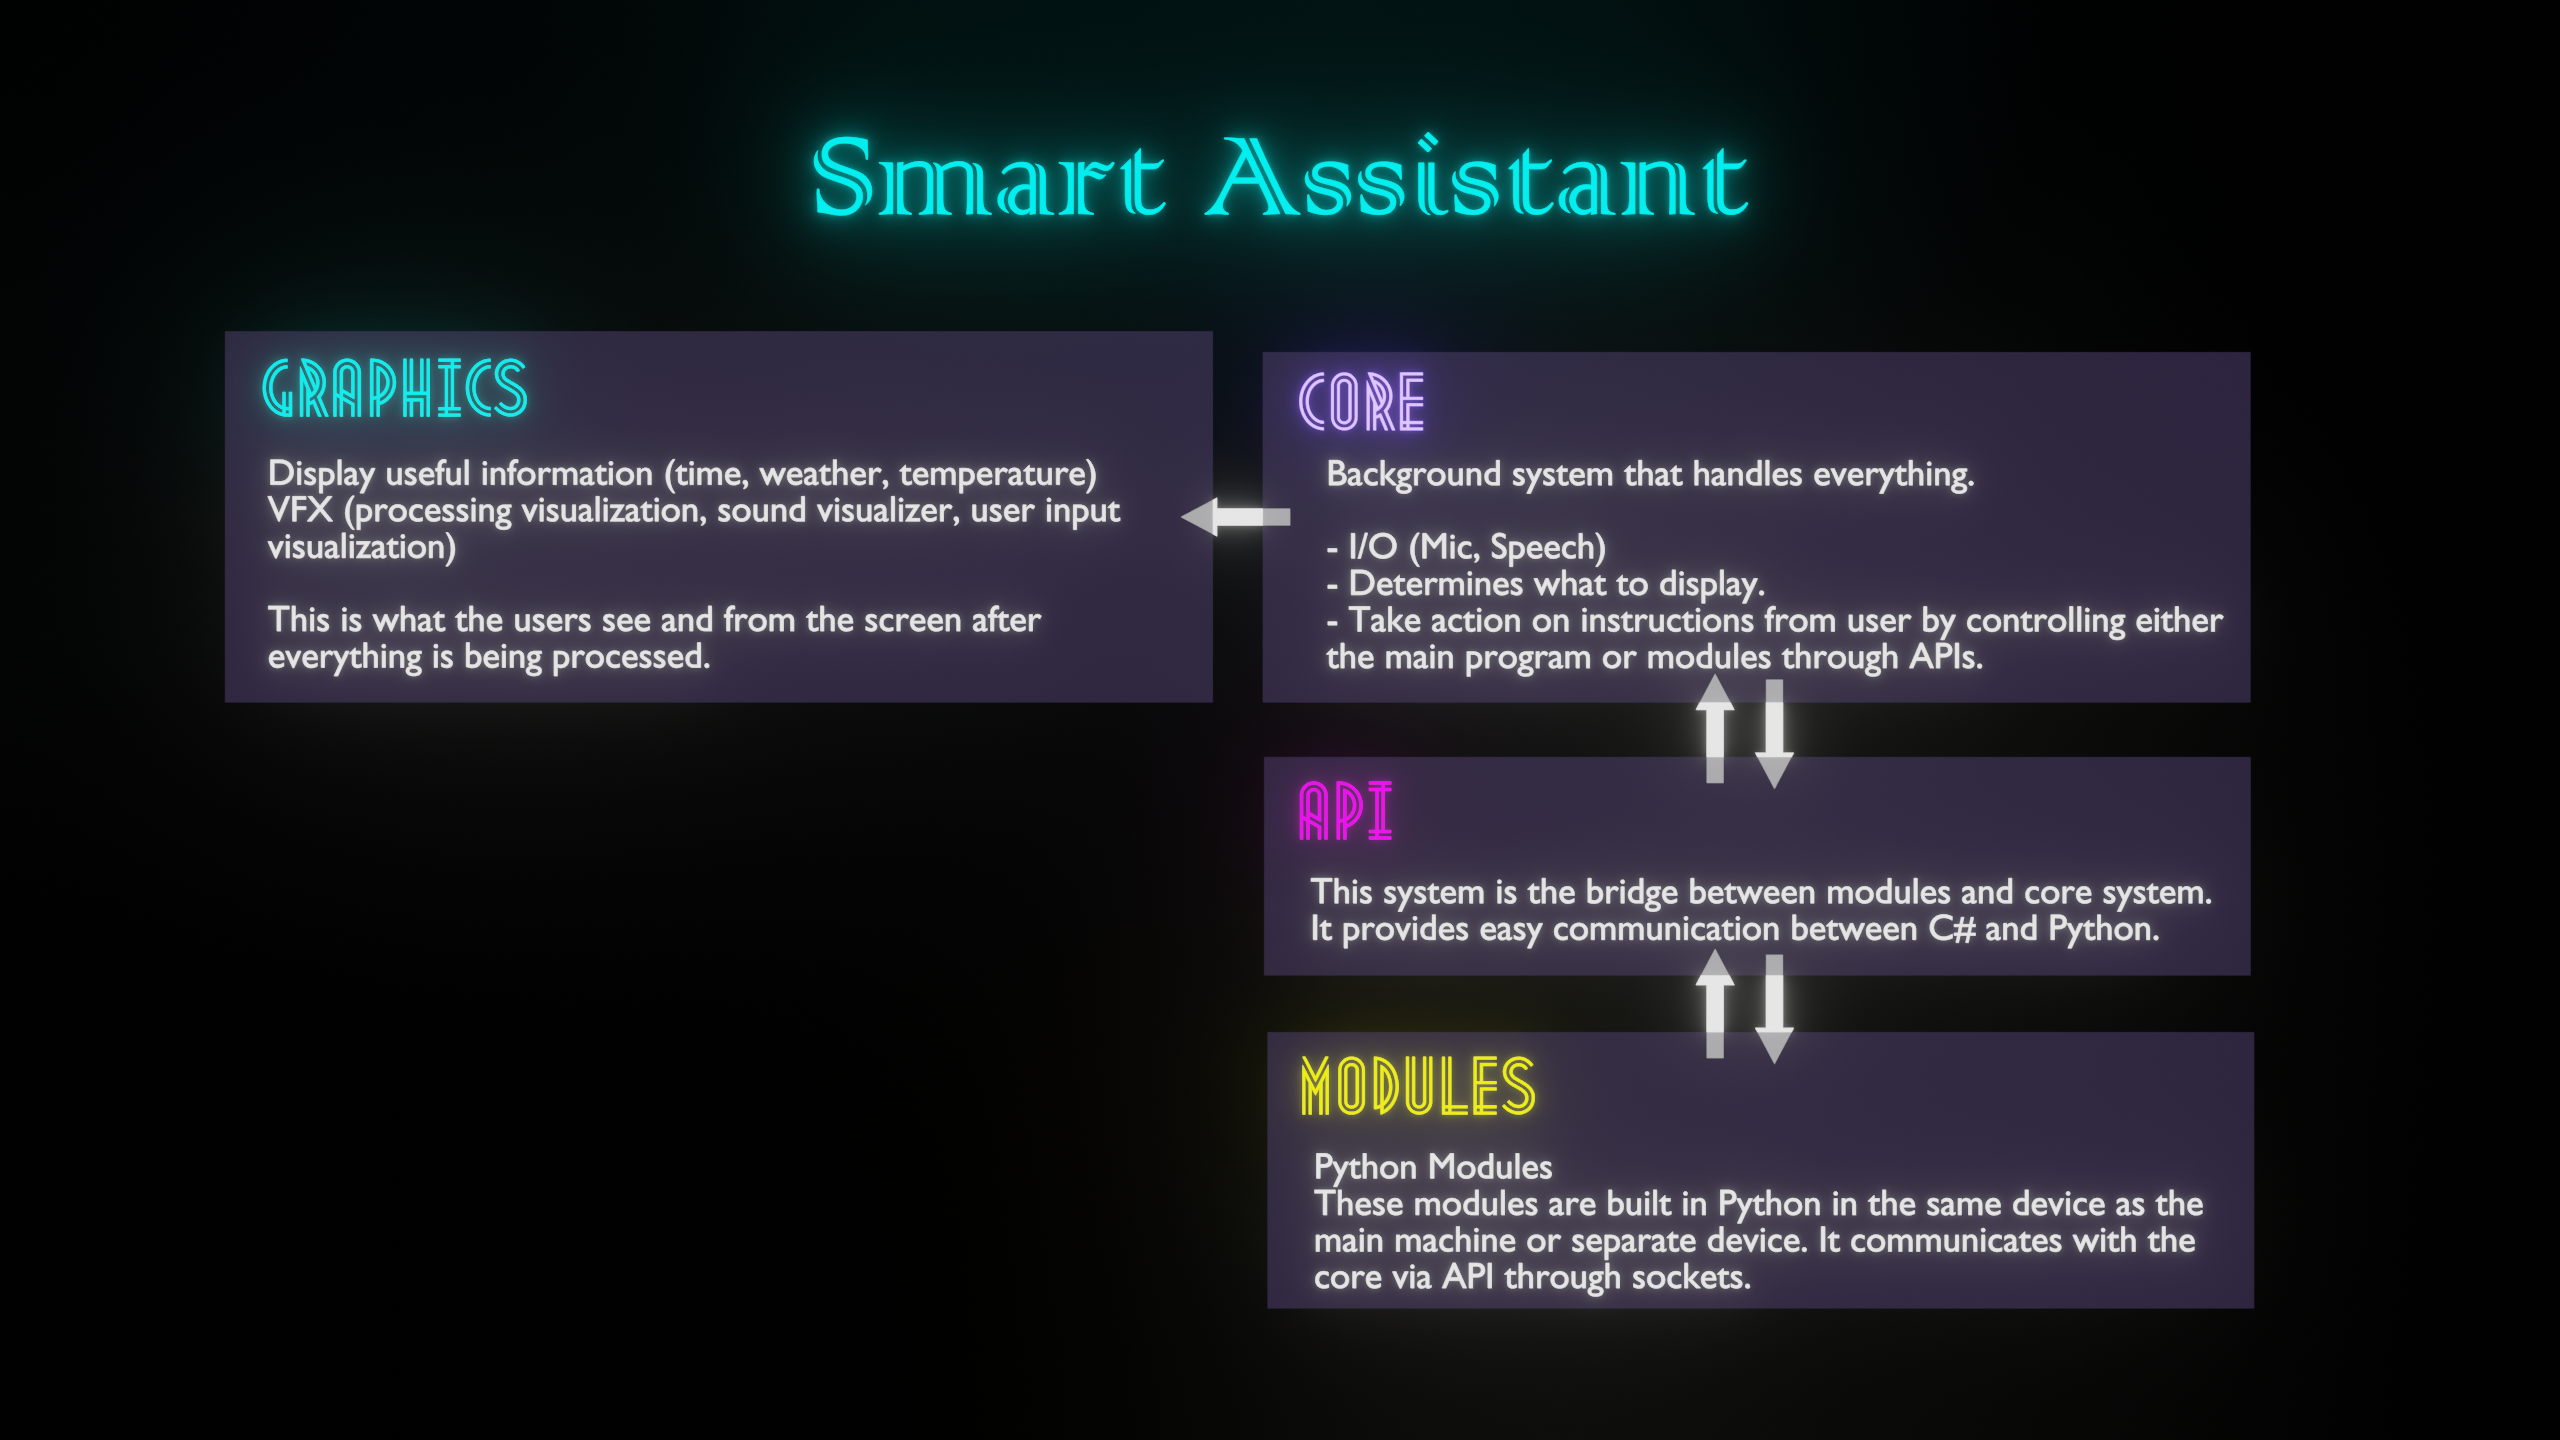 Smart Assistant
GRAPHICS
Display useful information (time, weather, temperature)
VFX (processing visualization, sound visualizer, user input
visualization)
This is what the users see and from the screen after
everything is being processed.
CORE
Background system that handles everything.
- I/O (Mic, Speech)
- Determines what to display.
- Take action on instructions from user by controlling either
the main program or modules through APIs.
API
This system is the bridge between modules and core system.
It provides easy communication between C# and Python.
MODULES
Python Modules
These modules are built in Python in the same device as the
main machine or separate device. It communicates with the
core via API through sockets.